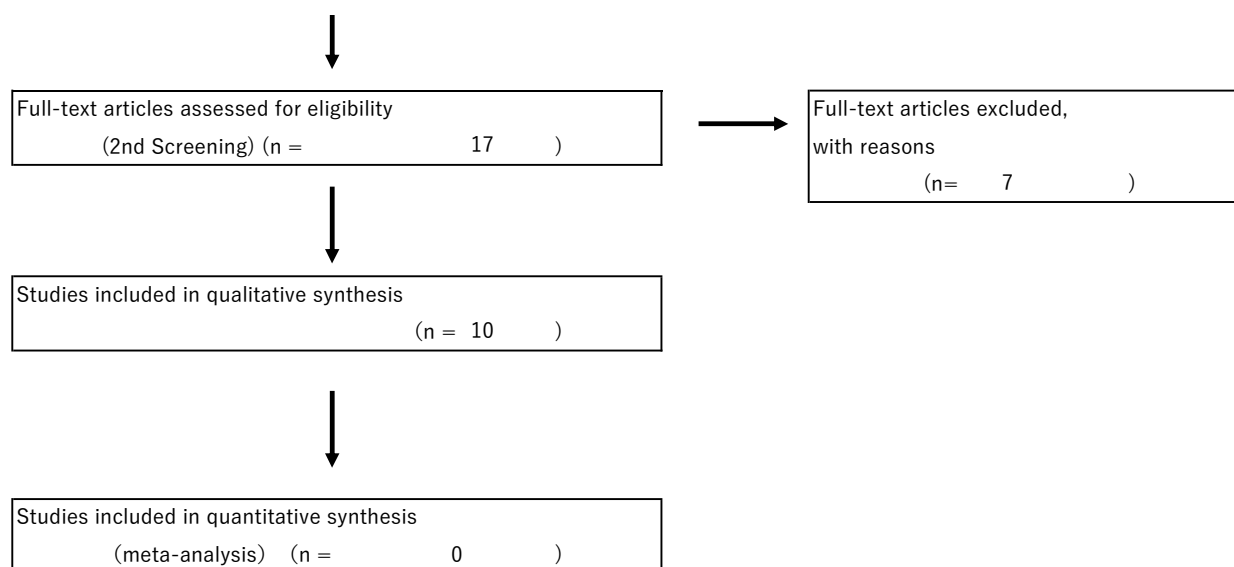 Full-text articles assessed for eligibility
(2nd Screening) (n = 17 )
Full-text articles excluded,
with reasons
(n= 7 )
Studies included in qualitative synthesis
(n = 10 )
Studies included in quantitative synthesis
(meta-analysis) (n = 0 )